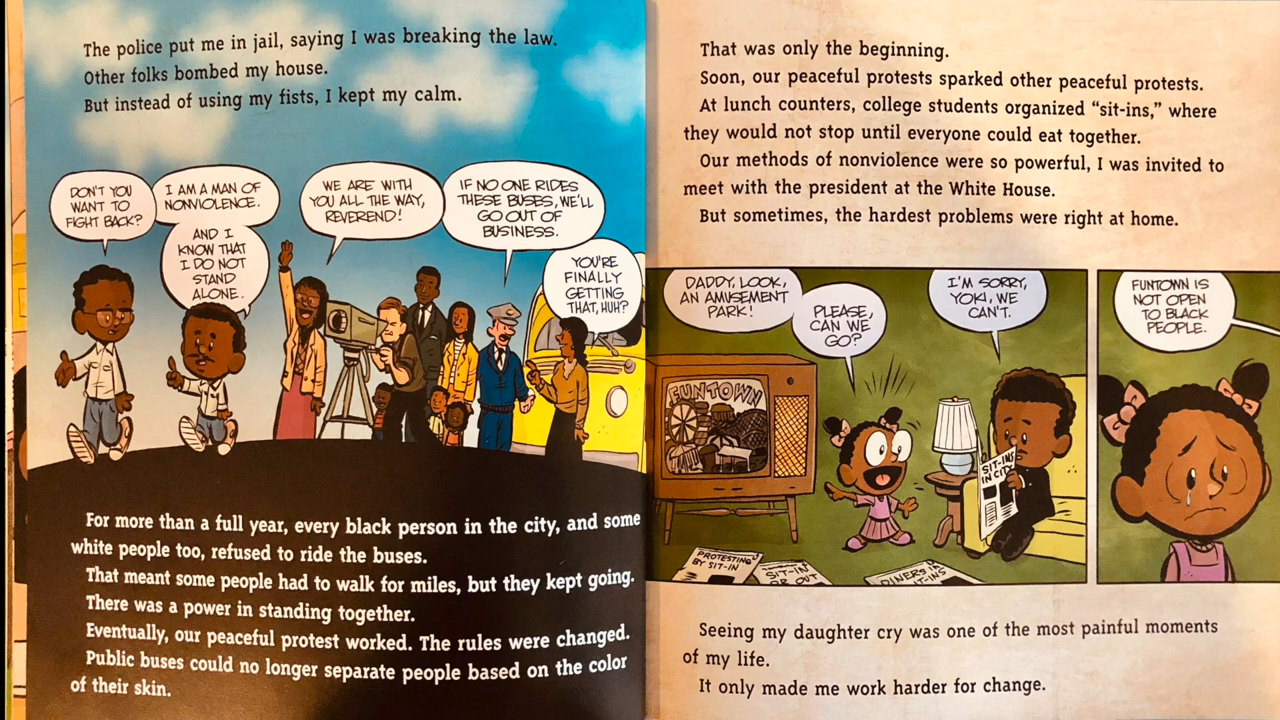 The police put me in jail, saying I was breaking the law.
Other folks bombed my house.
But instead of using my fists, I kept my calm.
DON'T YOU
WANT TO
FIGHT BACK?
I AM A MAN OF
NONVIOLENCE.
AND I
KNOW THAT
I DO NOT
STAND
ALONE.
WE ARE WITH
YOU ALL THE WAY,
REVEREND!
IF NO ONE RIDES
THESE BUSES, WE'LL
GO OUT OF
BUSINESS.
YOU'RE
FINALLY
GETTING
THAT, HUH?
For more than a full year, every black person in the city, and some
white people too, refused to ride the buses.
That meant some people had to walk for miles, but they kept going.
There was a power in standing together.
Eventually, our peaceful protest worked. The rules were changed.
Public buses could no longer separate people based on the color
of their skin.
That was only the beginning.
Soon, our peaceful protests sparked other peaceful protests.
At lunch counters, college students organized “sit-ins,” where
they would not stop until everyone could eat together.
Our methods of nonviolence were so powerful, I was invited to
meet with the president at the White House.
But sometimes, the hardest problems were right at home.
DADDY, LOOK,
AN AMUSEMENT
PARK!
PLEASE,
CAN WE
GO?
I'M SORRY,
YOKI, WE
CAN'T.
FUNTOWN
SIT-INS
IN CITY
PROTESTING
BY SIT-IN
SIT-IN
OUT
DINERS
FUNTOWN IS
NOT OPEN
TO BLACK
PEOPLE.
Seeing my daughter cry was one of the most painful moments
of my life.
It only made me work harder for change.